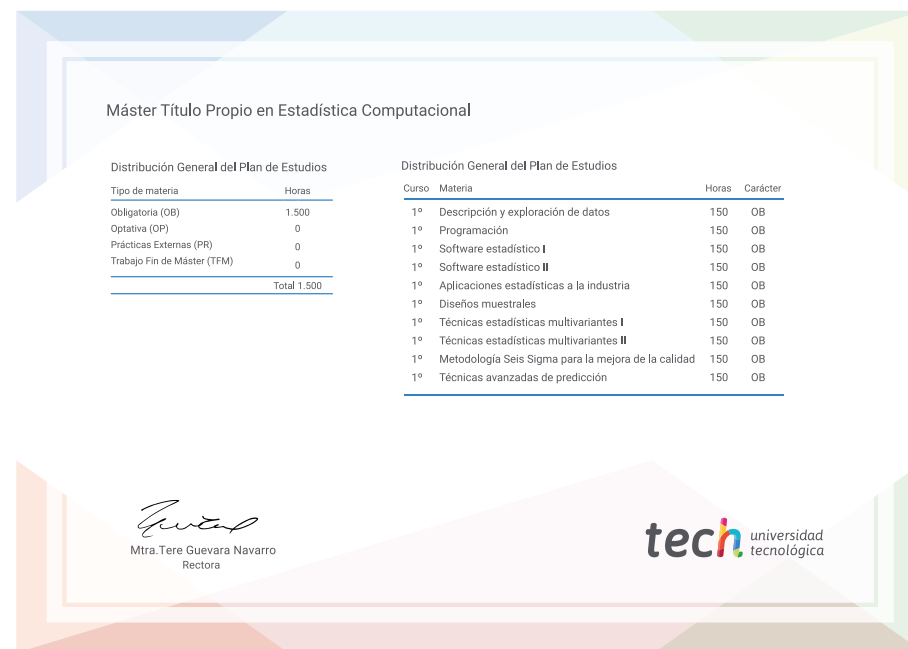 Máster Título Propio en Estadística Computacional
Distribución General del Plan de Estudios
Tipo de materia Horas
Obligatoria (OB) 1.500
Optativa (OP) 0
Prácticas Externas (PR) 0
Trabajo Fin de Máster (TFM) 0
Total 1.500
Distribución General del Plan de Estudios
Curso Materia Horas Carácter
1º Descripción y exploración de datos 150 OB
1º Programación 150 OB
1º Software estadístico I 150 OB
1º Software estadístico II 150 OB
1º Aplicaciones estadísticas a la industria 150 OB
1º Diseños muestrales 150 OB
1º Técnicas estadísticas multivariantes I 150 OB
1º Técnicas estadísticas multivariantes II 150 OB
1º Metodología Seis Sigma para la mejora de la calidad 150 OB
1º Técnicas avanzadas de predicción 150 OB
Mtra.Tere Guevara Navarro
Rectora
tech universidad
tecnológica